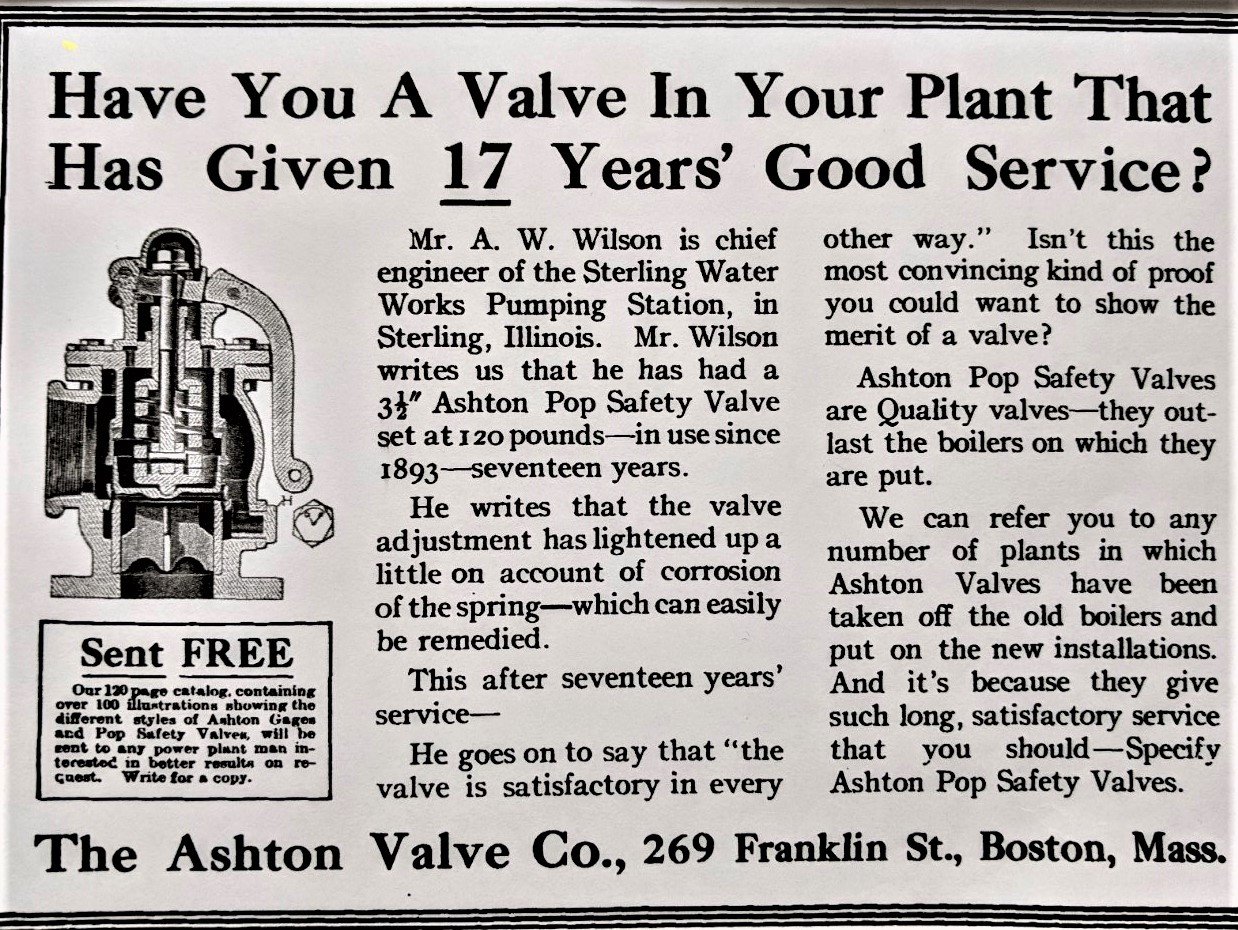 Have You A Valve In Your Plant That
Has Given 17 Years' Good Service?
Mr. A. W. Wilson is chief
engineer of the Sterling Water
Works Pumping Station, in
Sterling, Illinois. Mr. Wilson
writes us that he has had a
3½" Ashton Pop Safety Valve
set at 120 pounds—in use since
1893—seventeen years.
He writes that the valve
adjustment has lightened up a
little on account of corrosion
of the spring—which can easily
be remedied.
This after seventeen years'
service—
He goes on to say that "the
valve is satisfactory in every
other way." Isn't this the
most convincing kind of proof
you could want to show the
merit of a valve?
Ashton Pop Safety Valves
are Quality valves—they out-
last the boilers on which they
are put.
We can refer you to any
number of plants in which
Ashton Valves have been
taken off the old boilers and
put on the new installations.
And it's because they give
such long, satisfactory service
that you should—Specify
Ashton Pop Safety Valves.
H
Sent FREE
Our 120 page catalog, containing
over 100 illustrations showing the
different styles of Ashton Gages
and Pop Safety Valves, will be
sent to any power plant man in-
terested in better results on re-
quest. Write for a copy.
The Ashton Valve Co., 269 Franklin St., Boston, Mass.